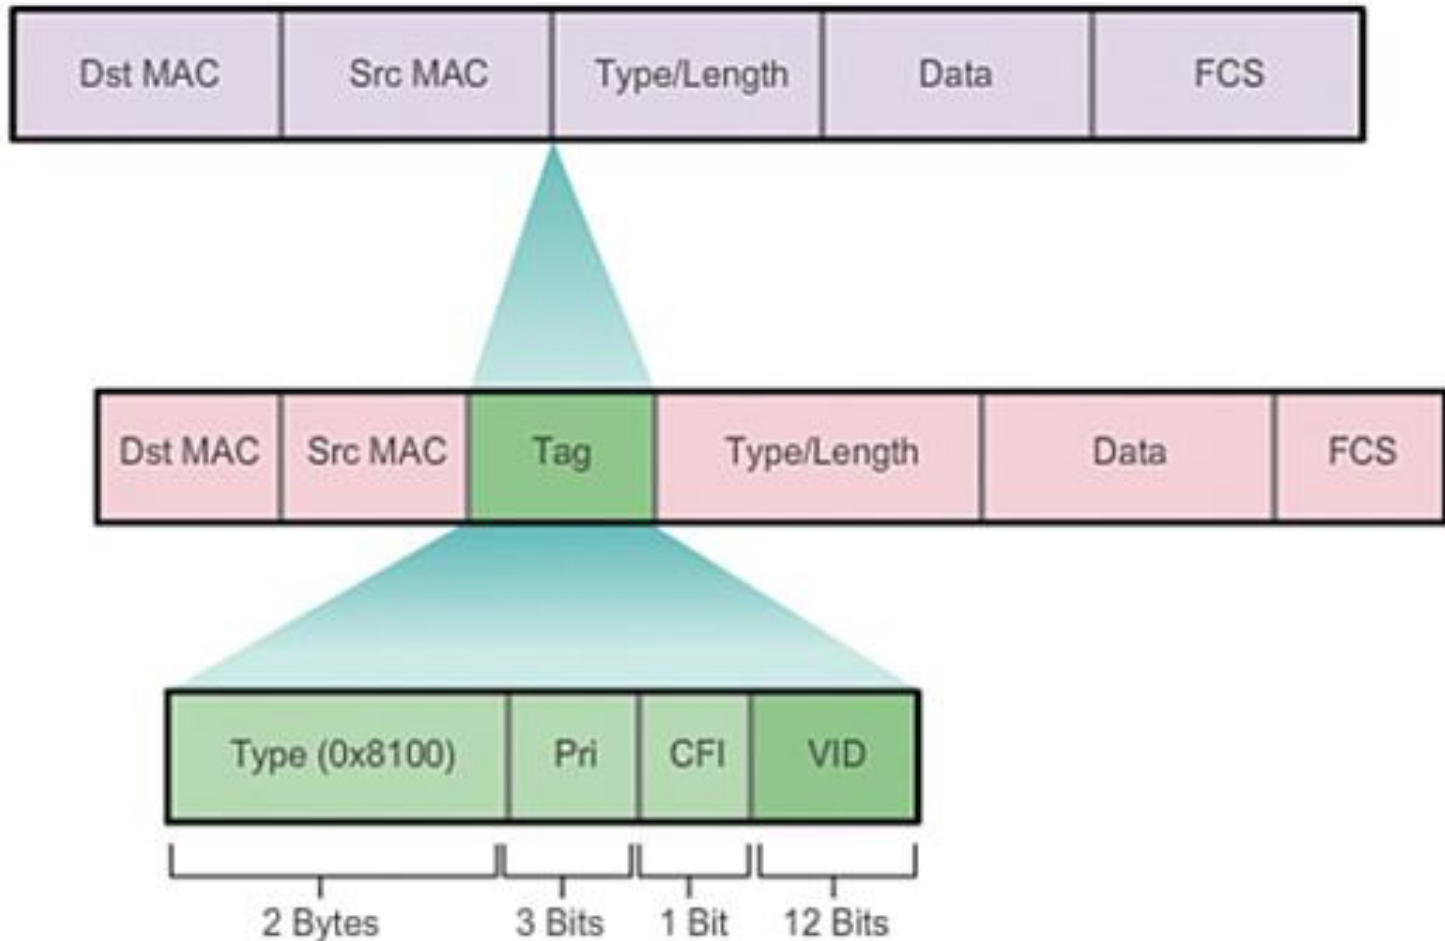 Dst MAC Src MAC Type/Length Data FCS
Dst MAC Src MAC Tag Type/Length Data FCS
Type (0x8100) Pri CFI VID
2 Bytes 3 Bits 1 Bit 12 Bits